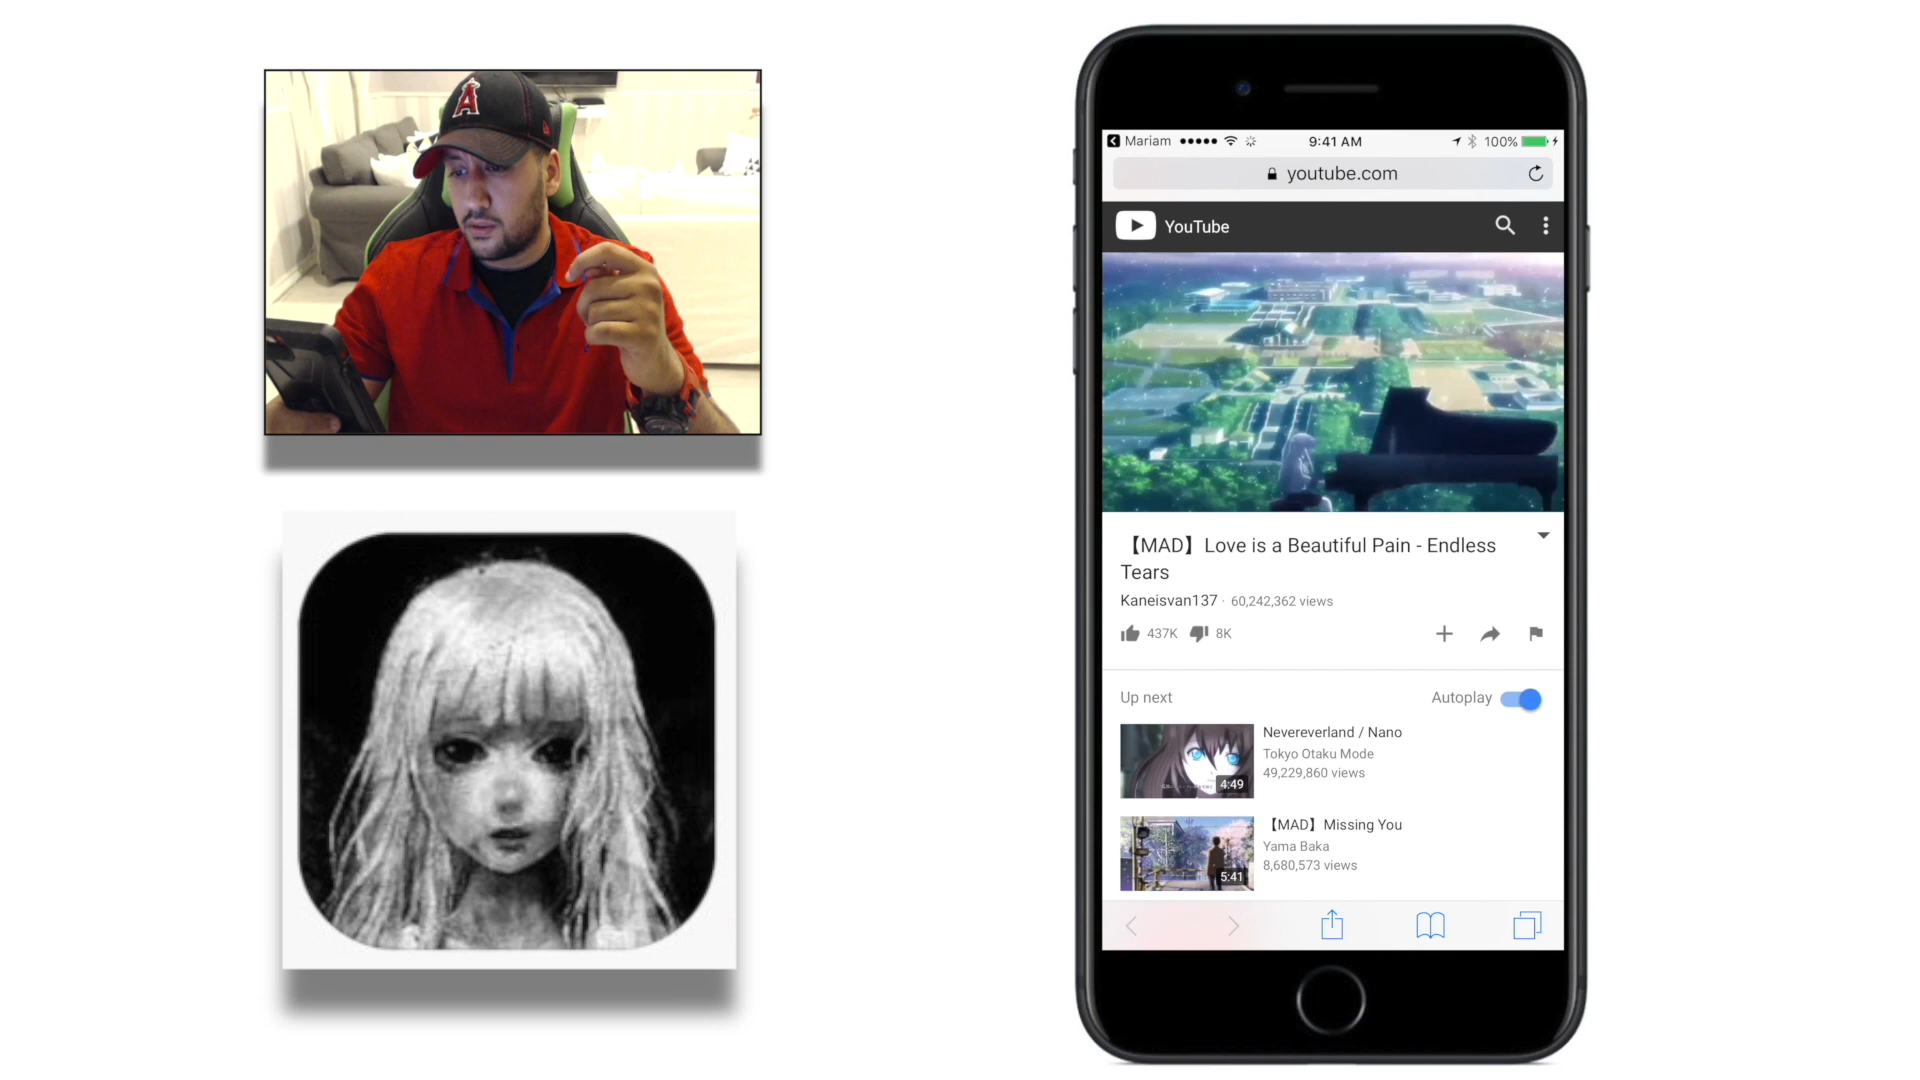 A
Mariam
9:41 AM
100%
youtube.com
YouTube
【MAD】Love is a Beautiful Pain - Endless
Tears
Kaneisvan137 · 60,242,362 views
437K
8K
Up next
Autoplay
Nevereverland / Nano
Tokyo Otaku Mode
49,229,860 views
4:49
【MAD】Missing You
Yama Baka
8,680,573 views
5:41